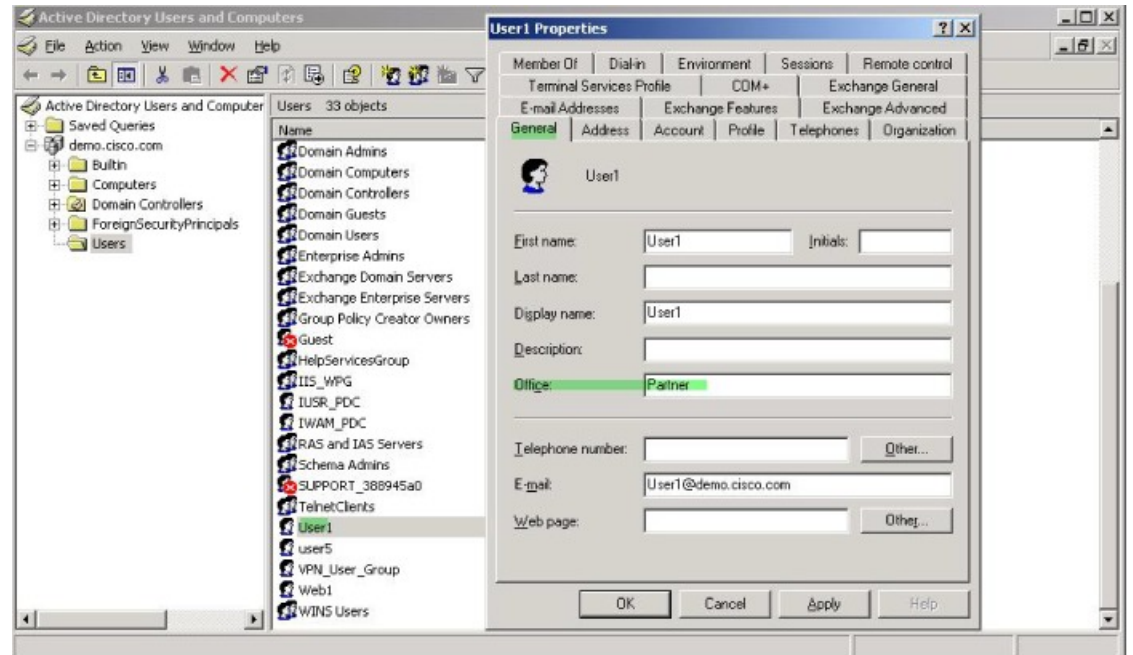 Active Directory Users and Computers
File Action View Window Help
Active Directory Users and Computer
Saved Queries
demo.cisco.com
Builtin
Computers
Domain Controllers
ForeignSecurityPrincipals
Users
Users 33 objects
Name
Domain Admins
Domain Computers
Domain Controllers
Domain Guests
Domain Users
Enterprise Admins
Exchange Domain Servers
Exchange Enterprise Servers
Group Policy Creator Owners
Guest
HelpServicesGroup
IIS_WPG
IUSR_PDC
IWAM_PDC
RAS and IAS Servers
Schema Admins
SUPPORT_388945a0
TelnetClients
User1
user5
VPN_User_Group
Web1
WINS Users
User1 Properties
Member Of Dial-in Environment Sessions Remote control
Terminal Services Profile COM+ Exchange General
E-mail Addresses Exchange Features Exchange Advanced
General Address Account Profile Telephones Organization
User1
First name: User1 Initials:
Last name:
Display name: User1
Description:
Office: Partner
Telephone number: Other...
E-mail: User1@demo.cisco.com
Web page: Other...
OK Cancel Apply Help